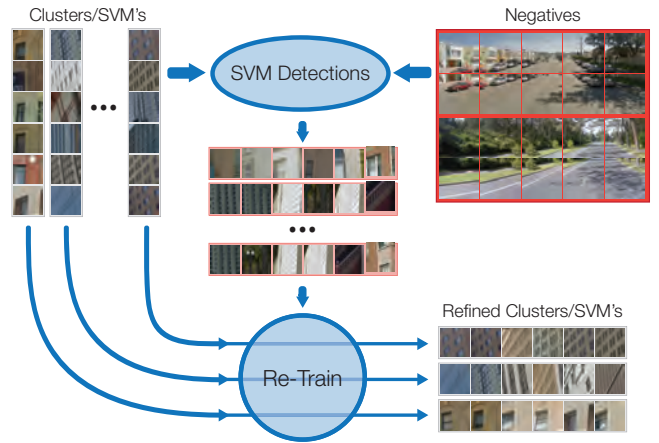 Clusters/SVM's
Negatives
SVM Detections
Refined Clusters/SVM's
Re-Train